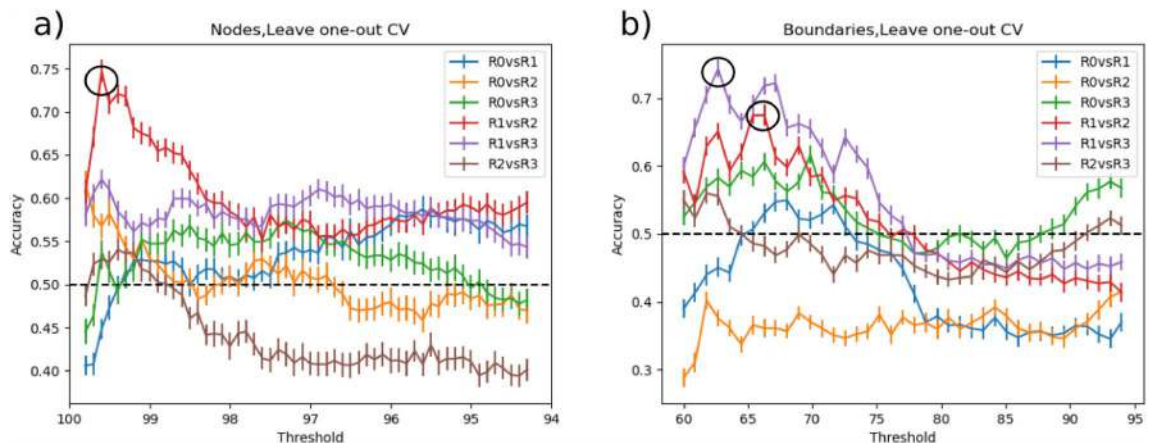 a)
Nodes,Leave one-out CV
Accuracy
0.75
0.70
0.65
0.60
0.55
0.50
0.45
0.40
R0vsR1
R0vsR2
R0vsR3
R1vsR2
R1vsR3
R2vsR3
100
99
98
97
96
95
94
Threshold
b)
Boundaries,Leave one-out CV
Accuracy
0.7
0.6
0.5
0.4
0.3
R0vsR1
R0vsR2
R0vsR3
R1vsR2
R1vsR3
R2vsR3
60
65
70
75
80
85
90
95
Threshold